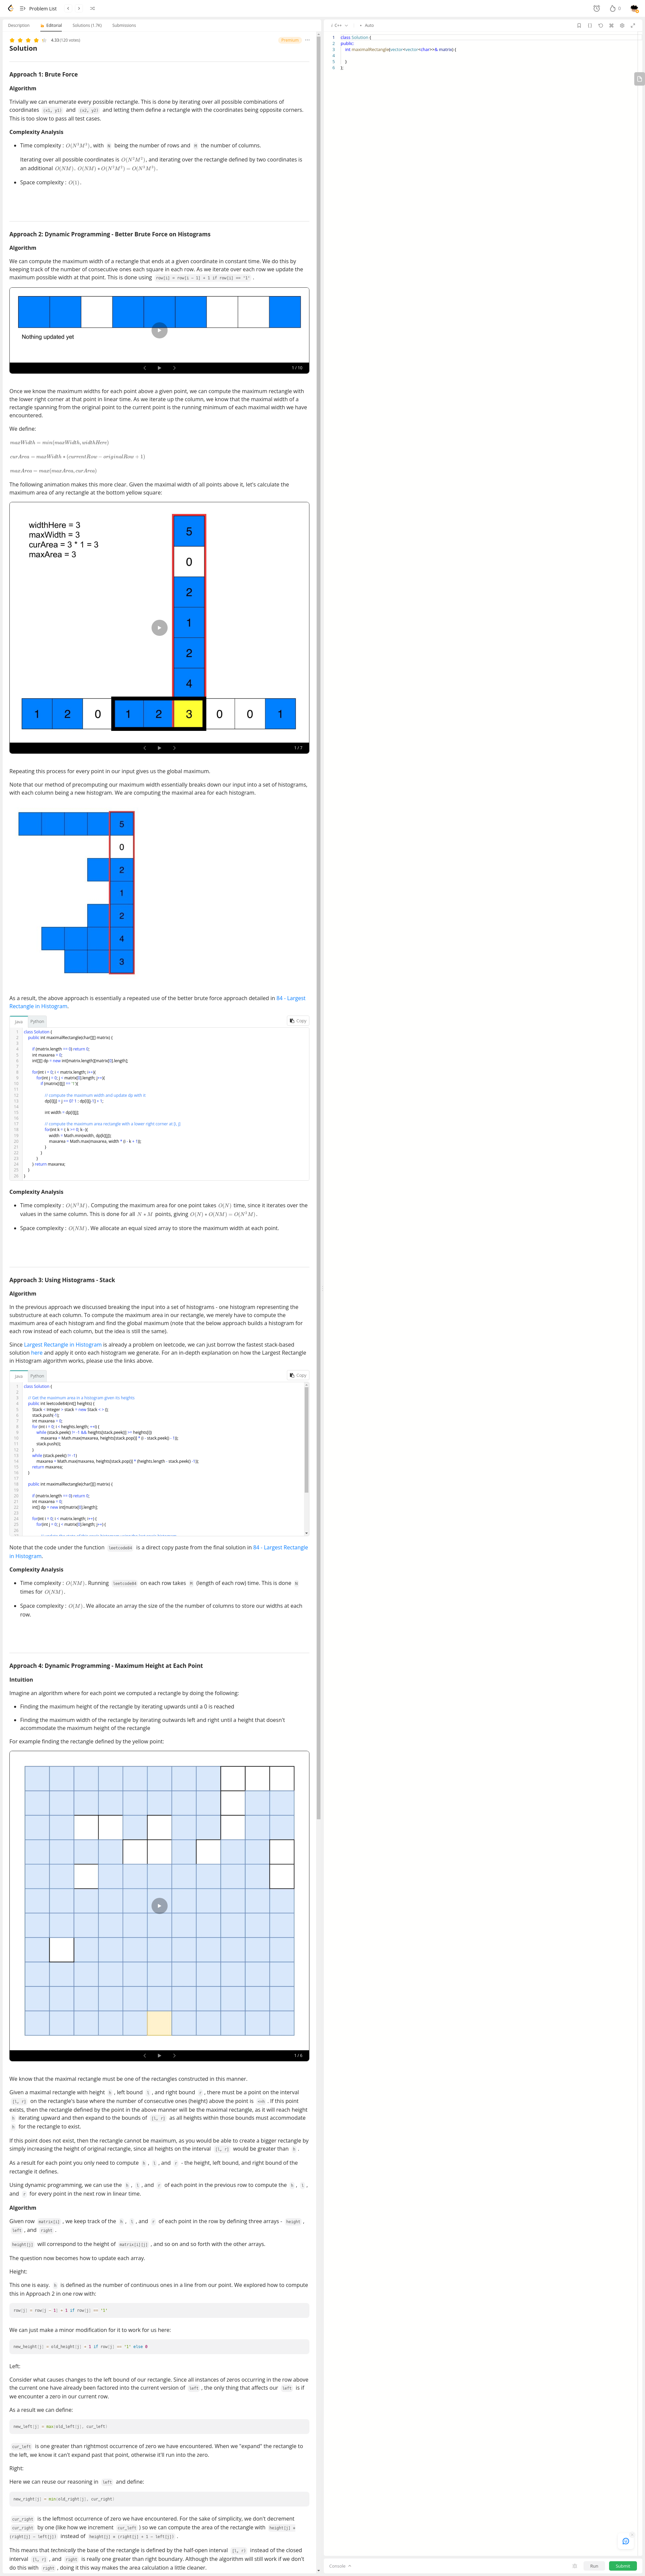 Problem List
0
Description
Editorial
Solutions (1.7K)
Submissions
4.33 (120 votes)
Premium
Solution
Approach 1: Brute Force
Algorithm
Trivially we can enumerate every possible rectangle. This is done by iterating over all possible combinations of
coordinates (x1, y1) and (x2, y2) and letting them define a rectangle with the coordinates being opposite corners.
This is too slow to pass all test cases.
Complexity Analysis
Time complexity : O(N³M³), with N being the number of rows and M the number of columns.
Iterating over all possible coordinates is O(N²M²), and iterating over the rectangle defined by two coordinates is
an additional O(NM). O(NM) * O(N²M²) = O(N³M³).
Space complexity : O(1).
Approach 2: Dynamic Programming - Better Brute Force on Histograms
Algorithm
We can compute the maximum width of a rectangle that ends at a given coordinate in constant time. We do this by
keeping track of the number of consecutive ones each square in each row. As we iterate over each row we update the
maximum possible width at that point. This is done using row[i] = row[i - 1] + 1 if row[i] == '1' .
Nothing updated yet
1 / 10
Once we know the maximum widths for each point above a given point, we can compute the maximum rectangle with
the lower right corner at that point in linear time. As we iterate up the column, we know that the maximal width of a
rectangle spanning from the original point to the current point is the running minimum of each maximal width we have
encountered.
We define:
maxWidth = min(maxWidth, widthHere)
curArea = maxWidth * (currentRow − originalRow + 1)
maxArea = max(maxArea, curArea)
The following animation makes this more clear. Given the maximal width of all points above it, let's calculate the
maximum area of any rectangle at the bottom yellow square:
widthHere = 3
maxWidth = 3
curArea = 3 * 1 = 3
maxArea = 3
5
0
2
1
2
4
1 2 0 1 2 3 0 0 1
1 / 7
Repeating this process for every point in our input gives us the global maximum.
Note that our method of precomputing our maximum width essentially breaks down our input into a set of histograms,
with each column being a new histogram. We are computing the maximal area for each histogram.
5
0
2
1
2
4
3
As a result, the above approach is essentially a repeated use of the better brute force approach detailed in 84 - Largest
Rectangle in Histogram.
Java
Python
Copy
1 class Solution {
2 public int maximalRectangle(char[][] matrix) {
3
4 if (matrix.length == 0) return 0;
5 int maxarea = 0;
6 int[][] dp = new int[matrix.length][matrix[0].length];
7
8 for(int i = 0; i < matrix.length; i++){
9 for(int j = 0; j < matrix[0].length; j++){
10 if (matrix[i][j] == '1'){
11
12 // compute the maximum width and update dp with it
13 dp[i][j] = j == 0? 1 : dp[i][j-1] + 1;
14
15 int width = dp[i][j];
16
17 // compute the maximum area rectangle with a lower right corner at [i, j]
18 for(int k = i; k >= 0; k--){
19 width = Math.min(width, dp[k][j]);
20 maxarea = Math.max(maxarea, width * (i - k + 1));
21 }
22 }
23 }
24 } return maxarea;
25 }
26 }
Complexity Analysis
Time complexity : O(N²M). Computing the maximum area for one point takes O(N) time, since it iterates over the
values in the same column. This is done for all N * M points, giving O(N) * O(NM) = O(N²M).
Space complexity : O(NM). We allocate an equal sized array to store the maximum width at each point.
Approach 3: Using Histograms - Stack
Algorithm
In the previous approach we discussed breaking the input into a set of histograms - one histogram representing the
substructure at each column. To compute the maximum area in our rectangle, we merely have to compute the
maximum area of each histogram and find the global maximum (note that the below approach builds a histogram for
each row instead of each column, but the idea is still the same).
Since Largest Rectangle in Histogram is already a problem on leetcode, we can just borrow the fastest stack-based
solution here and apply it onto each histogram we generate. For an in-depth explanation on how the Largest Rectangle
in Histogram algorithm works, please use the links above.
Java
Python
Copy
1 class Solution {
2
3 // Get the maximum area in a histogram given its heights
4 public int leetcode84(int[] heights) {
5 Stack < Integer > stack = new Stack < > ();
6 stack.push(-1);
7 int maxarea = 0;
8 for (int i = 0; i < heights.length; ++i) {
9 while (stack.peek() != -1 && heights[stack.peek()] >= heights[i])
10 maxarea = Math.max(maxarea, heights[stack.pop()] * (i - stack.peek() - 1));
11 stack.push(i);
12 }
13 while (stack.peek() != -1)
14 maxarea = Math.max(maxarea, heights[stack.pop()] * (heights.length - stack.peek() -1));
15 return maxarea;
16 }
17
18 public int maximalRectangle(char[][] matrix) {
19
20 if (matrix.length == 0) return 0;
21 int maxarea = 0;
22 int[] dp = new int[matrix[0].length];
23
24 for(int i = 0; i < matrix.length; i++) {
25 for(int j = 0; j < matrix[0].length; j++) {
26
Note that the code under the function leetcode84 is a direct copy paste from the final solution in 84 - Largest Rectangle
in Histogram.
Complexity Analysis
Time complexity : O(NM). Running leetcode84 on each row takes M (length of each row) time. This is done N
times for O(NM).
Space complexity : O(M). We allocate an array the size of the the number of columns to store our widths at each
row.
Approach 4: Dynamic Programming - Maximum Height at Each Point
Intuition
Imagine an algorithm where for each point we computed a rectangle by doing the following:
Finding the maximum height of the rectangle by iterating upwards until a 0 is reached
Finding the maximum width of the rectangle by iterating outwards left and right until a height that doesn't
accommodate the maximum height of the rectangle
For example finding the rectangle defined by the yellow point:
1 / 6
We know that the maximal rectangle must be one of the rectangles constructed in this manner.
Given a maximal rectangle with height h , left bound l , and right bound r , there must be a point on the interval
[l, r] on the rectangle's base where the number of consecutive ones (height) above the point is <=h . If this point
exists, then the rectangle defined by the point in the above manner will be the maximal rectangle, as it will reach height
h iterating upward and then expand to the bounds of [l, r] as all heights within those bounds must accommodate
h for the rectangle to exist.
If this point does not exist, then the rectangle cannot be maximum, as you would be able to create a bigger rectangle by
simply increasing the height of original rectangle, since all heights on the interval [l, r] would be greater than h .
As a result for each point you only need to compute h , l , and r - the height, left bound, and right bound of the
rectangle it defines.
Using dynamic programming, we can use the h , l , and r of each point in the previous row to compute the h , l ,
and r for every point in the next row in linear time.
Algorithm
Given row matrix[i] , we keep track of the h , l , and r of each point in the row by defining three arrays - height ,
left , and right .
height[j] will correspond to the height of matrix[i][j] , and so on and so forth with the other arrays.
The question now becomes how to update each array.
Height:
This one is easy. h is defined as the number of continuous ones in a line from our point. We explored how to compute
this in Approach 2 in one row with:
row[j] = row[j - 1] + 1 if row[j] == '1'
We can just make a minor modification for it to work for us here:
new_height[j] = old_height[j] + 1 if row[j] == '1' else 0
Left:
Consider what causes changes to the left bound of our rectangle. Since all instances of zeros occurring in the row above
the current one have already been factored into the current version of left , the only thing that affects our left is if
we encounter a zero in our current row.
As a result we can define:
new_left[j] = max(old_left[j], cur_left)
cur_left is one greater than rightmost occurrence of zero we have encountered. When we "expand" the rectangle to
the left, we know it can't expand past that point, otherwise it'll run into the zero.
Right:
Here we can reuse our reasoning in left and define:
new_right[j] = min(old_right[j], cur_right)
cur_right is the leftmost occurrence of zero we have encountered. For the sake of simplicity, we don't decrement
cur_right by one (like how we increment cur_left ) so we can compute the area of the rectangle with height[j] *
(right[j] - left[j]) instead of height[j] * (right[j] + 1 - left[j]) .
This means that technically the base of the rectangle is defined by the half-open interval [l, r) instead of the closed
interval [l, r] , and right is really one greater than right boundary. Although the algorithm will still work if we don't
do this with right , doing it this way makes the area calculation a little cleaner.
C++
Auto
1 class Solution {
2 public:
3 int maximalRectangle(vector<vector<char>>& matrix) {
4
5 }
6 };
Console
Run
Submit